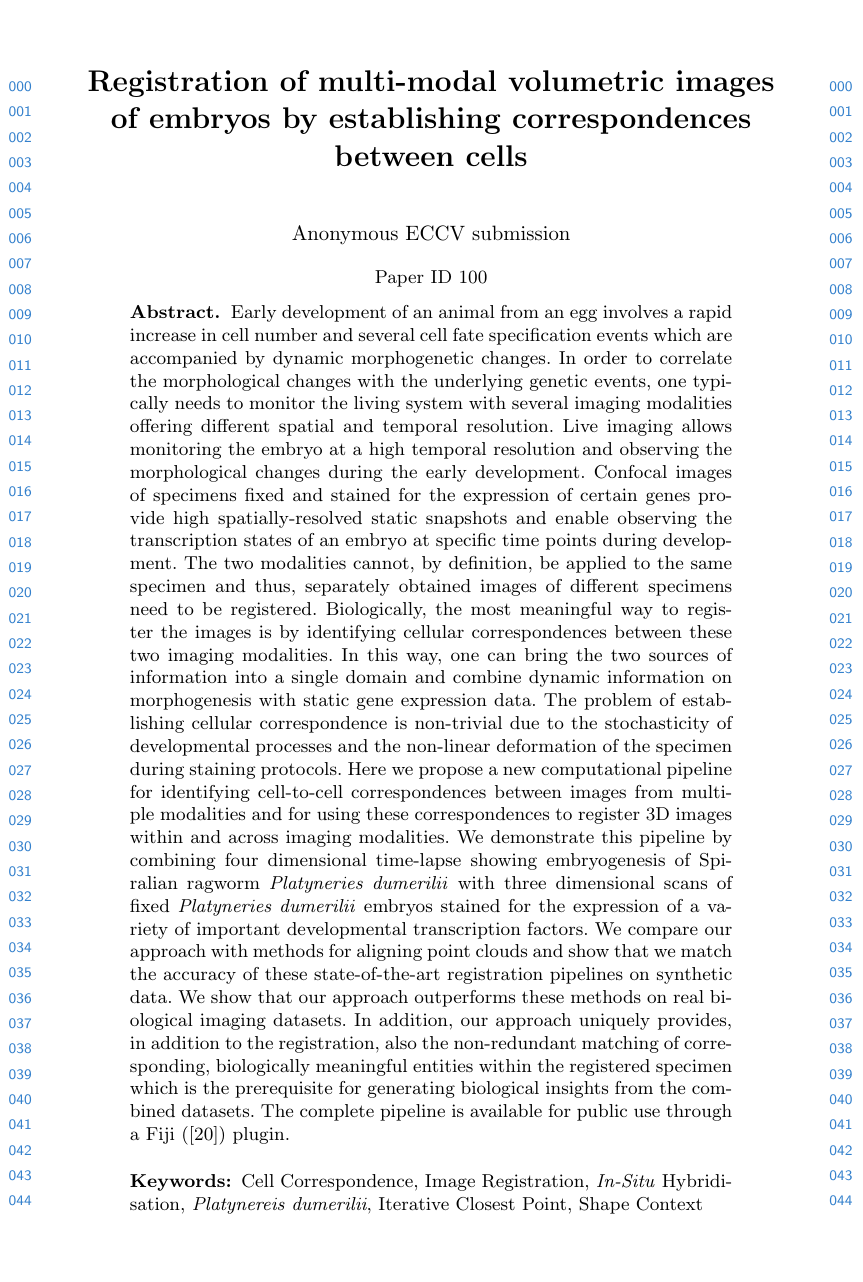 Registration of multi-modal volumetric images
of embryos by establishing correspondences
between cells
Anonymous ECCV submission
Paper ID 100
000 000
001 001
002 002
003 003
004 004
005 005
006 006
007 007
008 008
009 Abstract. Early development of an animal from an egg involves a rapid 009
010 increase in cell number and several cell fate specification events which are 010
011 accompanied by dynamic morphogenetic changes. In order to correlate 011
012 the morphological changes with the underlying genetic events, one typi- 012
013 cally needs to monitor the living system with several imaging modalities 013
014 offering different spatial and temporal resolution. Live imaging allows 014
015 monitoring the embryo at a high temporal resolution and observing the 015
morphological changes during the early development. Confocal images
016 of specimens fixed and stained for the expression of certain genes pro- 016
017 vide high spatially-resolved static snapshots and enable observing the 017
018 transcription states of an embryo at specific time points during develop- 018
019 ment. The two modalities cannot, by definition, be applied to the same 019
020 specimen and thus, separately obtained images of different specimens 020
021 need to be registered. Biologically, the most meaningful way to regis- 021
022 ter the images is by identifying cellular correspondences between these 022
023 two imaging modalities. In this way, one can bring the two sources of 023
information into a single domain and combine dynamic information on
024 morphogenesis with static gene expression data. The problem of estab- 024
025 lishing cellular correspondence is non-trivial due to the stochasticity of 025
026 developmental processes and the non-linear deformation of the specimen 026
027 during staining protocols. Here we propose a new computational pipeline 027
028 for identifying cell-to-cell correspondences between images from multi- 028
029 ple modalities and for using these correspondences to register 3D images 029
030 within and across imaging modalities. We demonstrate this pipeline by 030
031 combining four dimensional time-lapse showing embryogenesis of Spi- 031
032 ralian ragworm Platyneries dumerilii with three dimensional scans of 032
fixed Platyneries dumerilii embryos stained for the expression of a va-
033 riety of important developmental transcription factors. We compare our 033
034 approach with methods for aligning point clouds and show that we match 034
035 the accuracy of these state-of-the-art registration pipelines on synthetic 035
036 data. We show that our approach outperforms these methods on real bi- 036
037 ological imaging datasets. In addition, our approach uniquely provides, 037
038 in addition to the registration, also the non-redundant matching of corre- 038
039 sponding, biologically meaningful entities within the registered specimen 039
040 which is the prerequisite for generating biological insights from the com- 040
041 bined datasets. The complete pipeline is available for public use through 041
042 a Fiji ([20]) plugin. 042
043 Keywords: Cell Correspondence, Image Registration, In-Situ Hybridi- 043
044 sation, Platynereis dumerilii, Iterative Closest Point, Shape Context 044